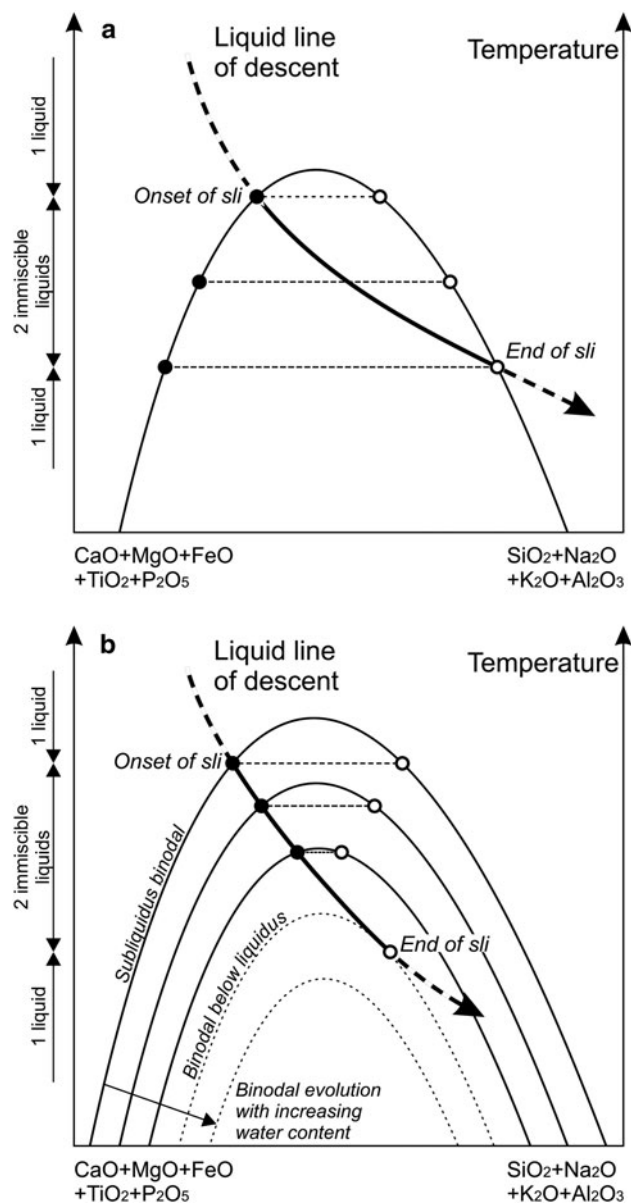 a
Liquid line
of descent
Temperature
1 liquid
2 immiscible
liquids
1 liquid
Onset of sli
End of sli
CaO+MgO+FeO
+TiO₂+P₂O₅
SiO₂+Na₂O
+K₂O+Al₂O₃
b
Liquid line
of descent
Temperature
1 liquid
2 immiscible
liquids
1 liquid
Onset of sli
Subliquidus binodal
Binodal below liquidus
End of sli
Binodal evolution
with increasing
water content
CaO+MgO+FeO
+TiO₂+P₂O₅
SiO₂+Na₂O
+K₂O+Al₂O₃